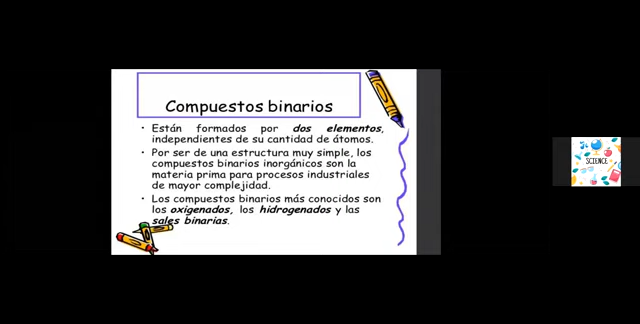 Compuestos binarios
• Están formados por dos elementos,
independientes de su cantidad de átomos.
• Por ser de una estructura muy simple, los
compuestos binarios inorgánicos son la
materia prima para procesos industriales
de mayor complejidad.
• Los compuestos binarios más conocidos son
los oxigenados, los hidrogenados y las
sales binarias.
SCIENCE